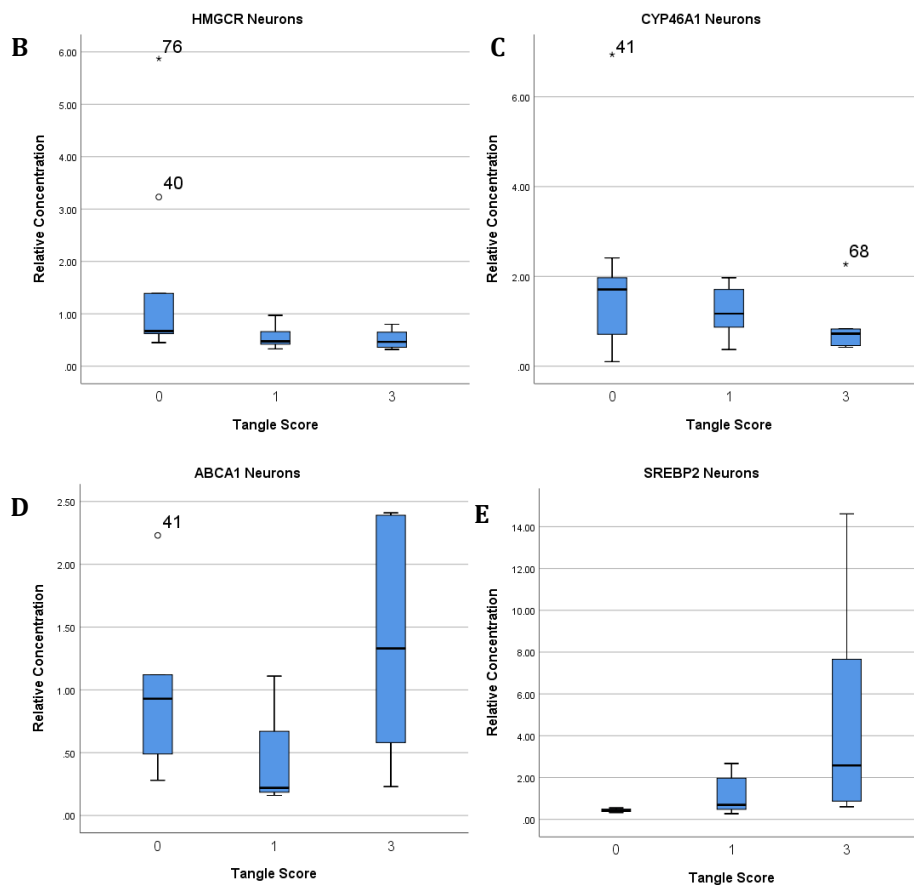 B
HMGCR Neurons
Relative Concentration
6.00
5.00
4.00
3.00
2.00
1.00
.00
76
*
40
0
1
3
Tangle Score
C
CYP46A1 Neurons
Relative Concentration
6.00
4.00
2.00
.00
41
*
68
*
0
1
3
Tangle Score
D
ABCA1 Neurons
Relative Concentration
2.50
2.00
1.50
1.00
.50
.00
41
0
1
3
Tangle Score
E
SREBP2 Neurons
Relative Concentration
14.00
12.00
10.00
8.00
6.00
4.00
2.00
.00
0
1
3
Tangle Score